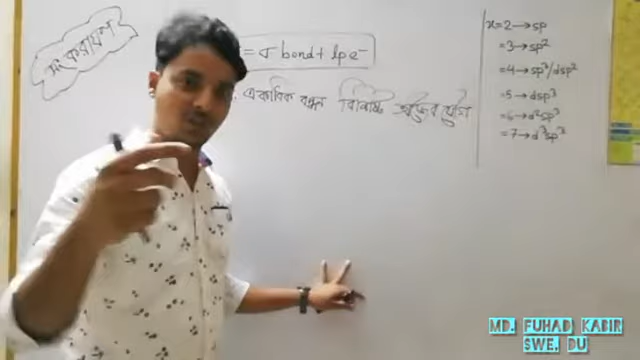 সংকরায়ণ
= σ bond + lp e⁻
একাধিক বন্ধন বিশিষ্ট জৈব যৌগ
x=2→sp
=3→sp²
=4→sp³/dsp²
=5→dsp³
=6→d²sp³
=7→d³sp³
MD. FUHAD KABIR
SWE, DU